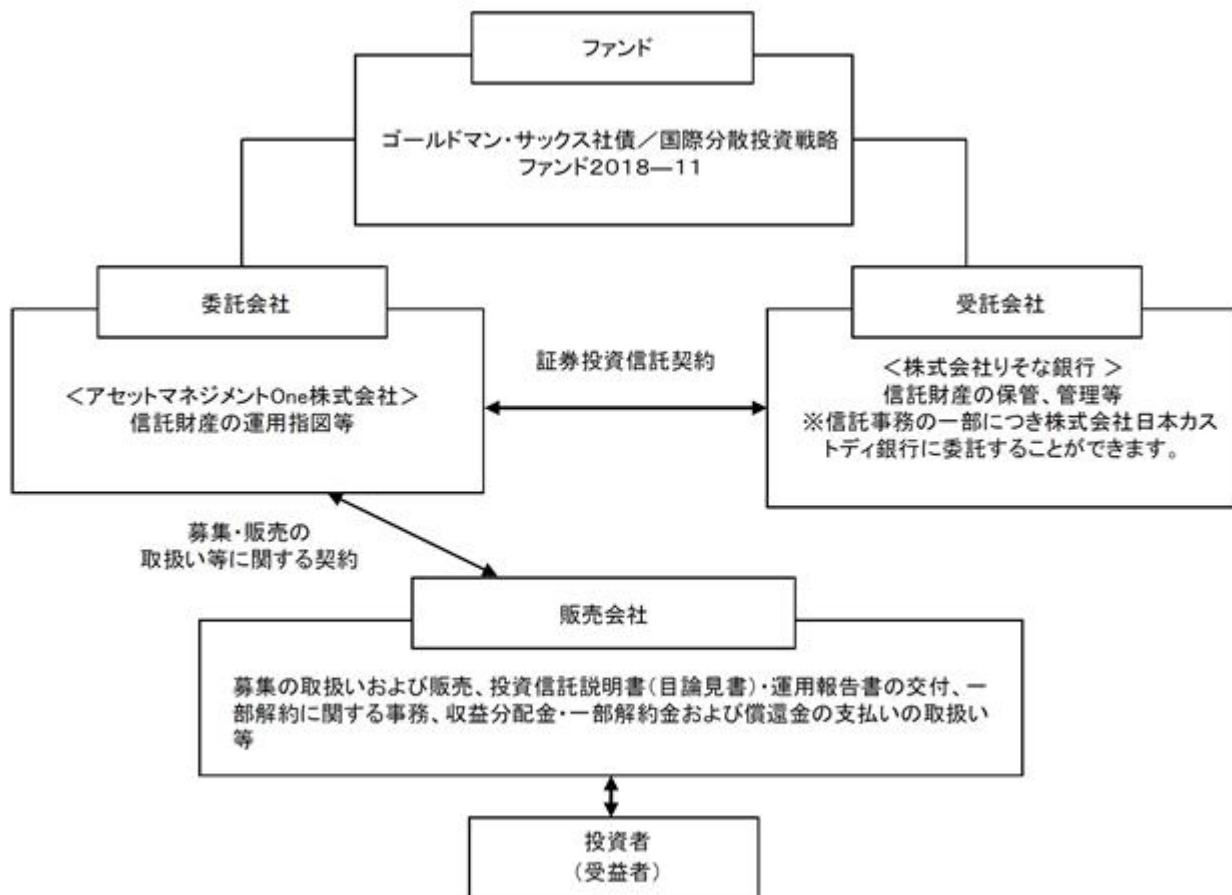 ファンド
ゴールドマン・サックス社債／国際分散投資戦略
ファンド2018―11
委託会社
＜アセットマネジメントOne株式会社＞
信託財産の運用指図等
証券投資信託契約
受託会社
＜株式会社りそな銀行 ＞
信託財産の保管、管理等
※信託事務の一部につき株式会社日本カス
トディ銀行に委託することができます。
募集・販売の
取扱い等に関する契約
販売会社
募集の取扱いおよび販売、投資信託説明書（目論見書）・運用報告書の交付、一
部解約に関する事務、収益分配金・一部解約金および償還金の支払いの取扱い
等
投資者
（受益者）